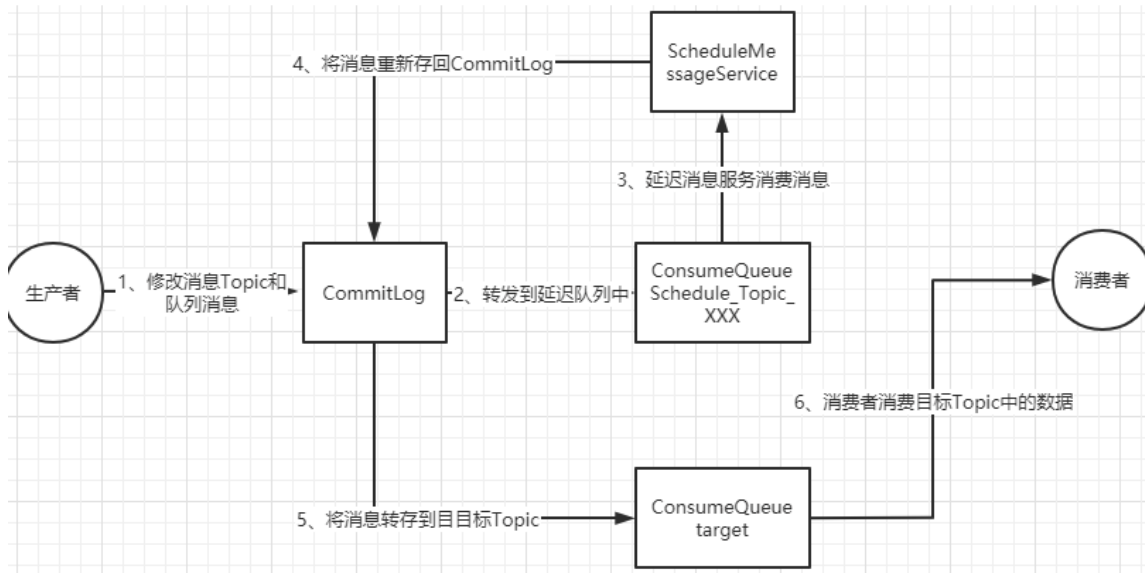 ScheduleMe
ssageService
4、将消息重新存回CommitLog
3、延迟消息服务消费消息
生产者
1、修改消息Topic和
队列消息
CommitLog
2、转发到延迟队列中
ConsumeQueue
Schedule_Topic_
XXX
消费者
6、消费者消费目标Topic中的数据
5、将消息转存到目目标Topic
ConsumeQueue
target